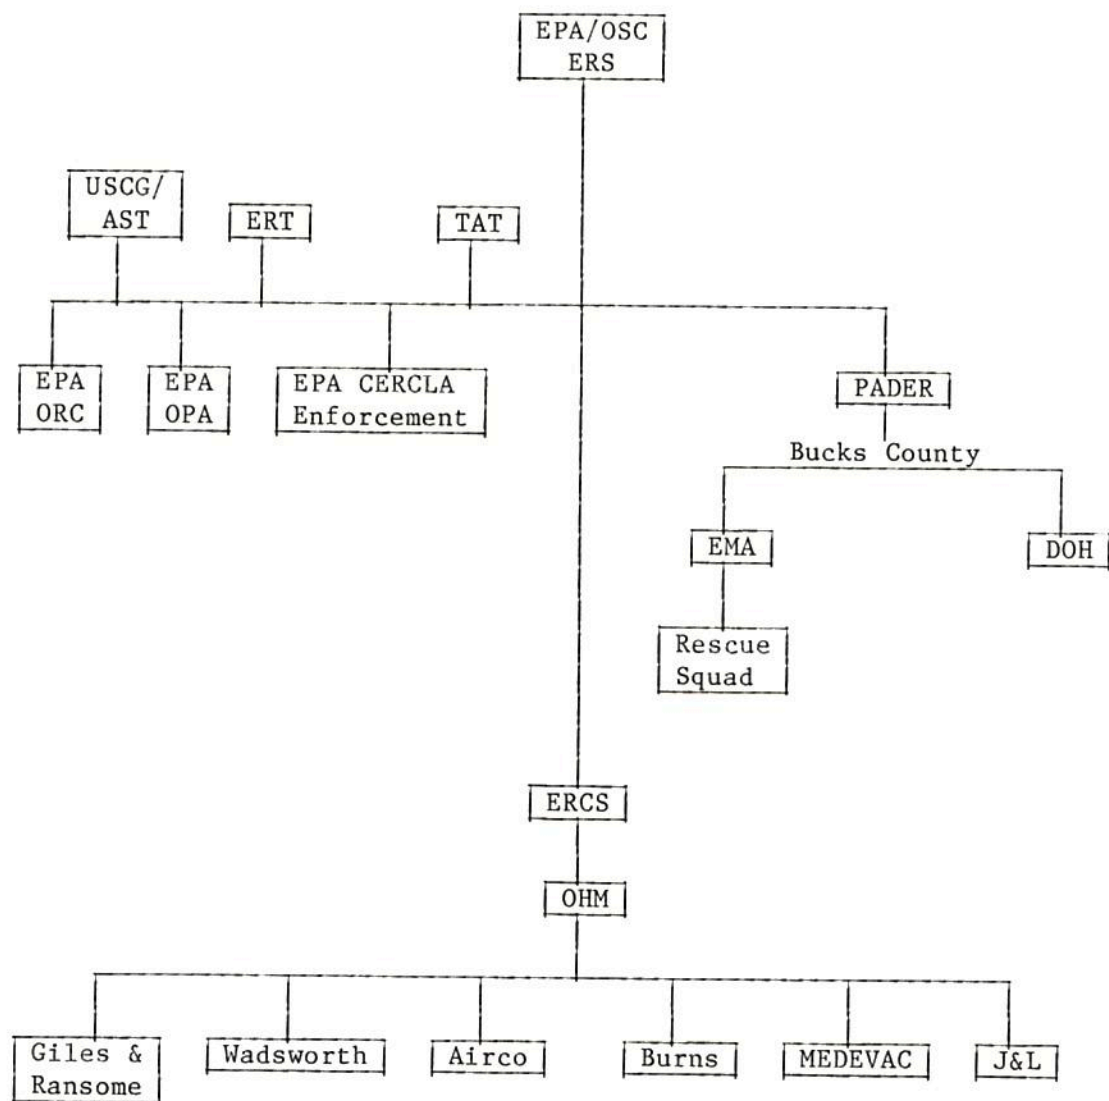 EPA/OSC
ERS
USCG/
AST
ERT
TAT
EPA
ORC
EPA
OPA
EPA CERCLA
Enforcement
PADER
Bucks County
EMA
DOH
Rescue
Squad
ERCS
OHM
Giles &
Ransome
Wadsworth
Airco
Burns
MEDEVAC
J&L